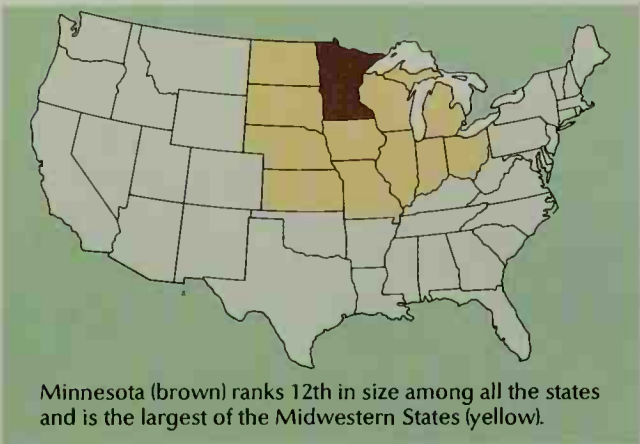 Minnesota (brown) ranks 12th in size among all the states
and is the largest of the Midwestern States (yellow).